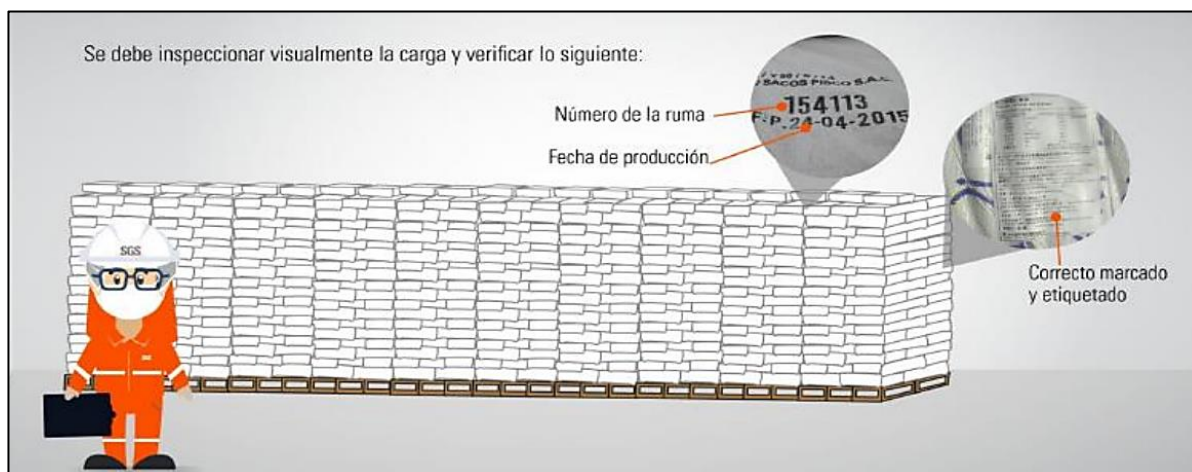 Se debe inspeccionar visualmente la carga y verificar lo siguiente:
SACOS PISCO S.A.C.
154113
F.P. 24-04-2015
Número de la ruma
Fecha de producción
Correcto marcado
y etiquetado
SGS